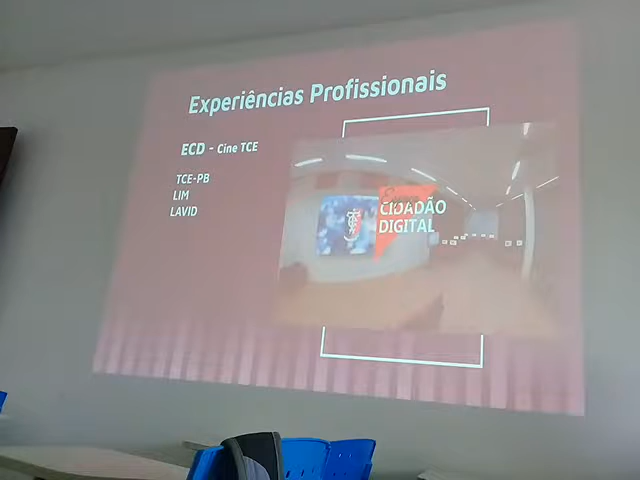 Experiências Profissionais
ECD - Cine TCE
TCE-PB
LIM
LAVID
CIDADÃO
DIGITAL